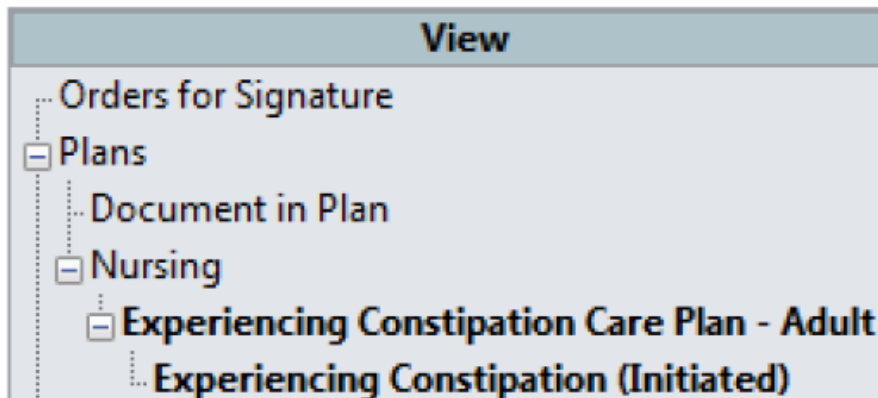 View
Orders for Signature
Plans
Document in Plan
Nursing
Experiencing Constipation Care Plan - Adult
Experiencing Constipation (Initiated)